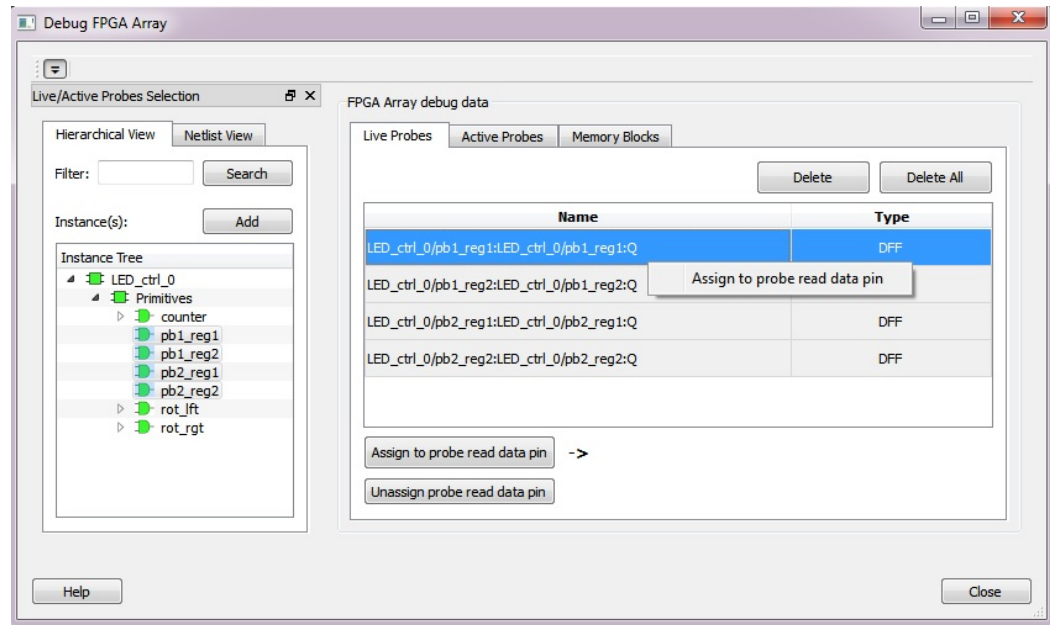 Debug FPGA Array
Live/Active Probes Selection
Hierarchical View
Netlist View
Filter:
Search
Instance(s):
Add
Instance Tree
LED_ctrl_0
Primitives
counter
pb1_reg1
pb1_reg2
pb2_reg1
pb2_reg2
rot_lft
rot_rgt
FPGA Array debug data
Live Probes
Active Probes
Memory Blocks
Delete
Delete All
Name Type
LED_ctrl_0/pb1_reg1:LED_ctrl_0/pb1_reg1:Q DFF
LED_ctrl_0/pb1_reg2:LED_ctrl_0/pb1_reg2:Q
Assign to probe read data pin
LED_ctrl_0/pb2_reg1:LED_ctrl_0/pb2_reg1:Q DFF
LED_ctrl_0/pb2_reg2:LED_ctrl_0/pb2_reg2:Q DFF
Assign to probe read data pin ->
Unassign probe read data pin
Help
Close